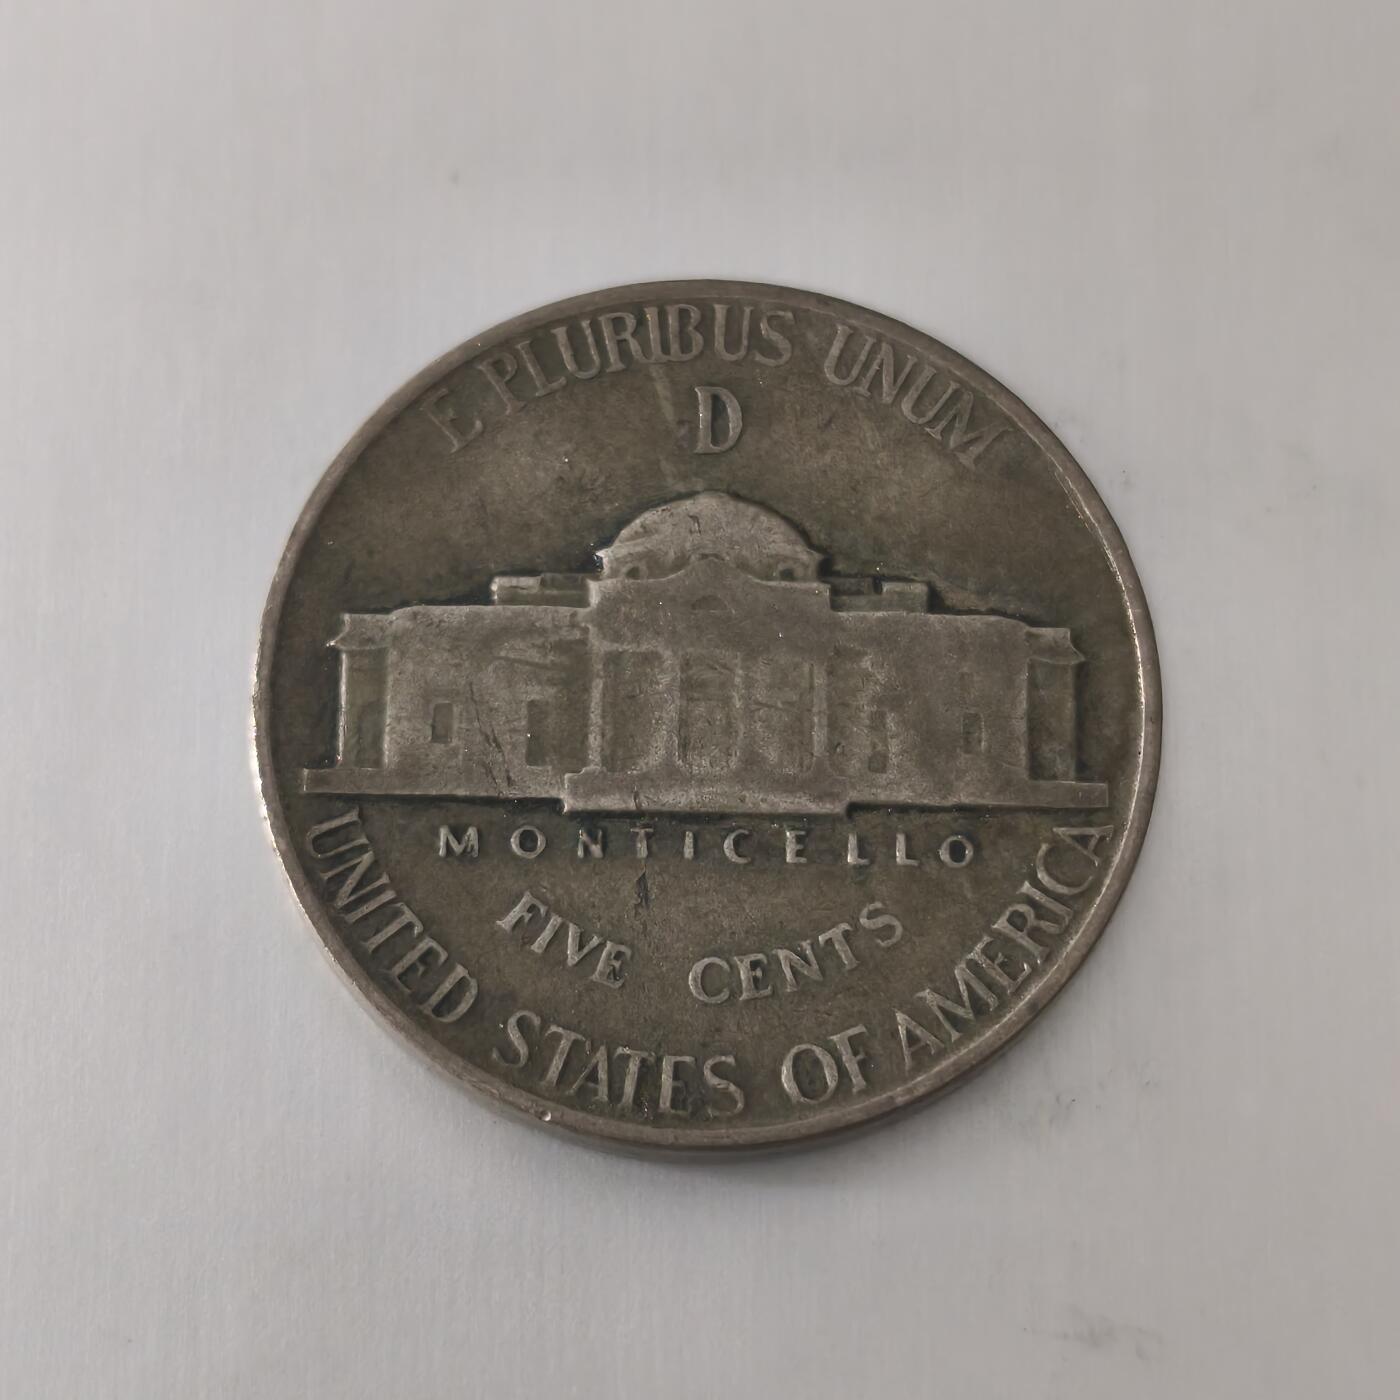 E PLURIBUS UNUM
D
MONTICELLO
FIVE CENTS
UNITED STATES OF AMERICA